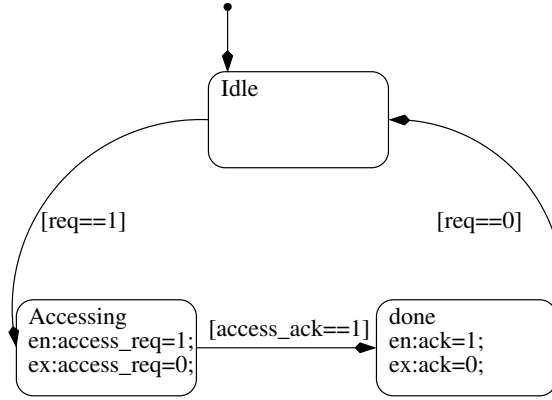 Idle
[req==1]
[req==0]
Accessing
en:access_req=1;
ex:access_req=0;
[access_ack==1]
done
en:ack=1;
ex:ack=0;